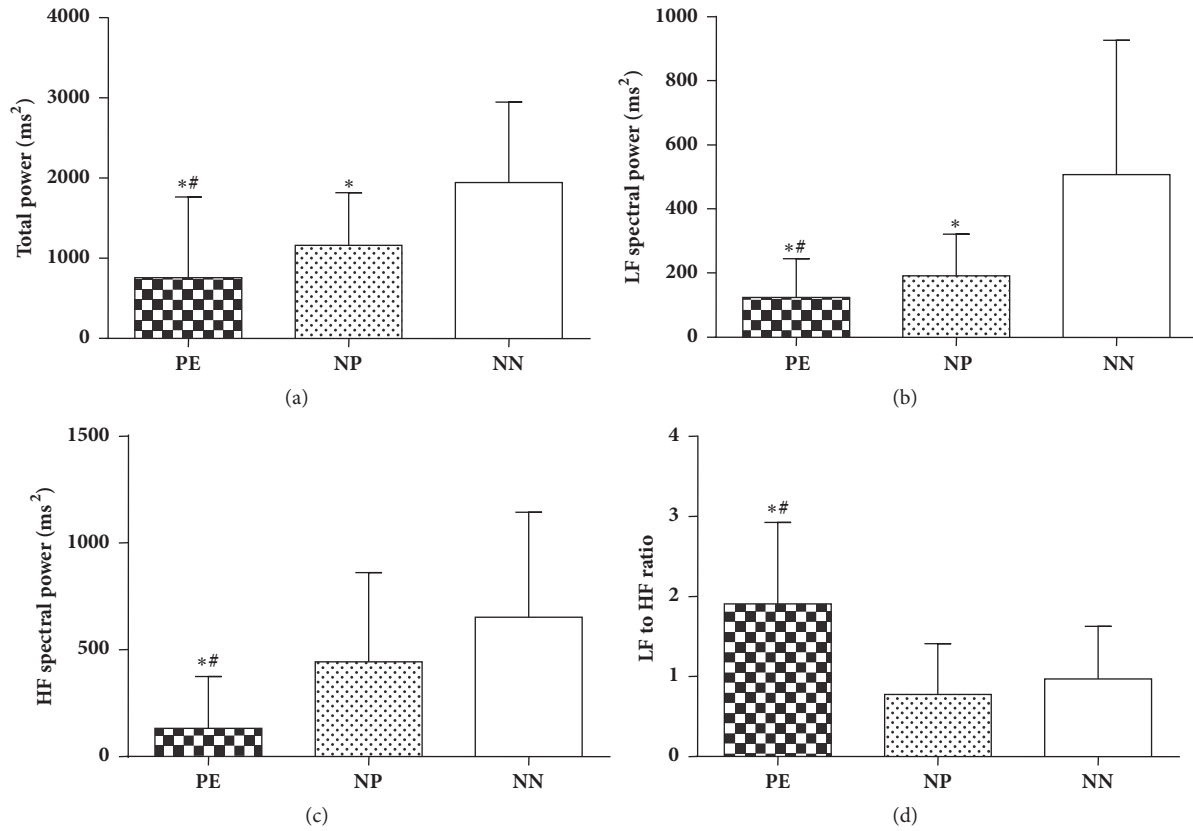 Total power (ms²)
4000
3000
2000
1000
0
*#
*
PE NP NN
(a)
LF spectral power (ms²)
1000
800
600
400
200
0
*#
*
PE NP NN
(b)
HF spectral power (ms²)
1500
1000
500
0
*#
PE NP NN
(c)
LF to HF ratio
4
3
2
1
0
*#
PE NP NN
(d)